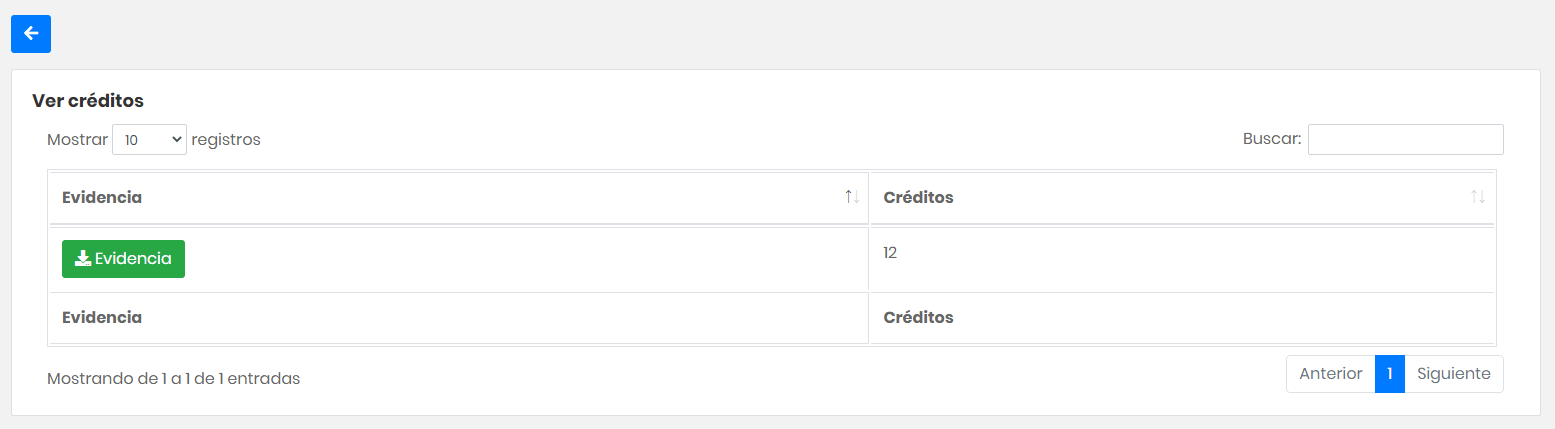 Ver créditos
Mostrar 10 registros Buscar:
Evidencia Créditos
Evidencia 12
Evidencia Créditos
Mostrando de 1 a 1 de 1 entradas Anterior 1 Siguiente